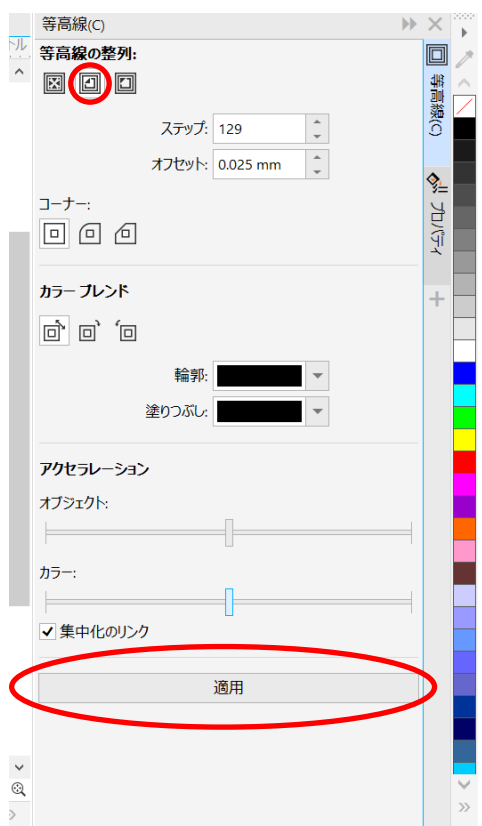 等高線(C)
トル
等高線の整列:
ステップ: 129
オフセット: 0.025 mm
コーナー:
カラー ブレンド
輪郭:
塗りつぶし:
アクセラレーション
オブジェクト:
カラー:
集中化のリンク
適用
等高線(C)
プロパティ